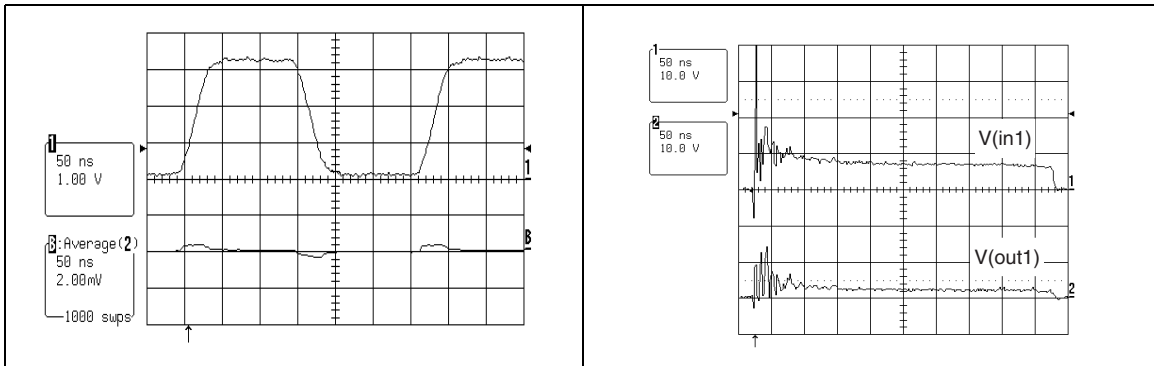 1
50 ns
1.00 V
1
B:Average(2)
50 ns
2.00mV
1000 swps
B
1
50 ns
10.0 V
2
50 ns
10.0 V
V(in1)
1
V(out1)
2